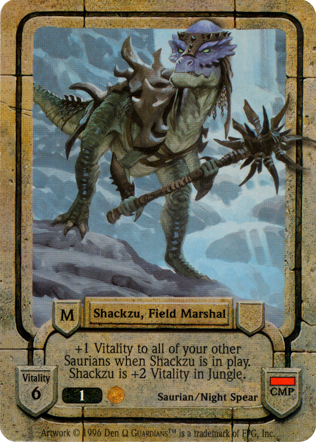 M
Shackzu, Field Marshal
+1 Vitality to all of your other
Saurians when Shackzu is in play.
Shackzu is +2 Vitality in Jungle.
Vitality
6
1
Saurian/Night Spear
CMP
Artwork © 1996 Den Ω GUARDIANS™ is a trademark of FPG, Inc.